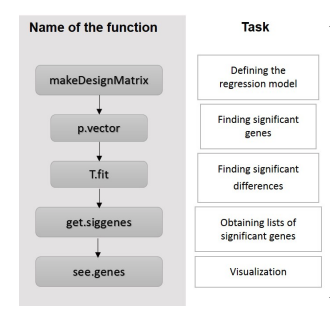 Name of the function
Task
makeDesignMatrix
Defining the
regression model
p.vector
Finding significant
genes
T.fit
Finding significant
differences
get.siggenes
Obtaining lists of
significant genes
see.genes
Visualization